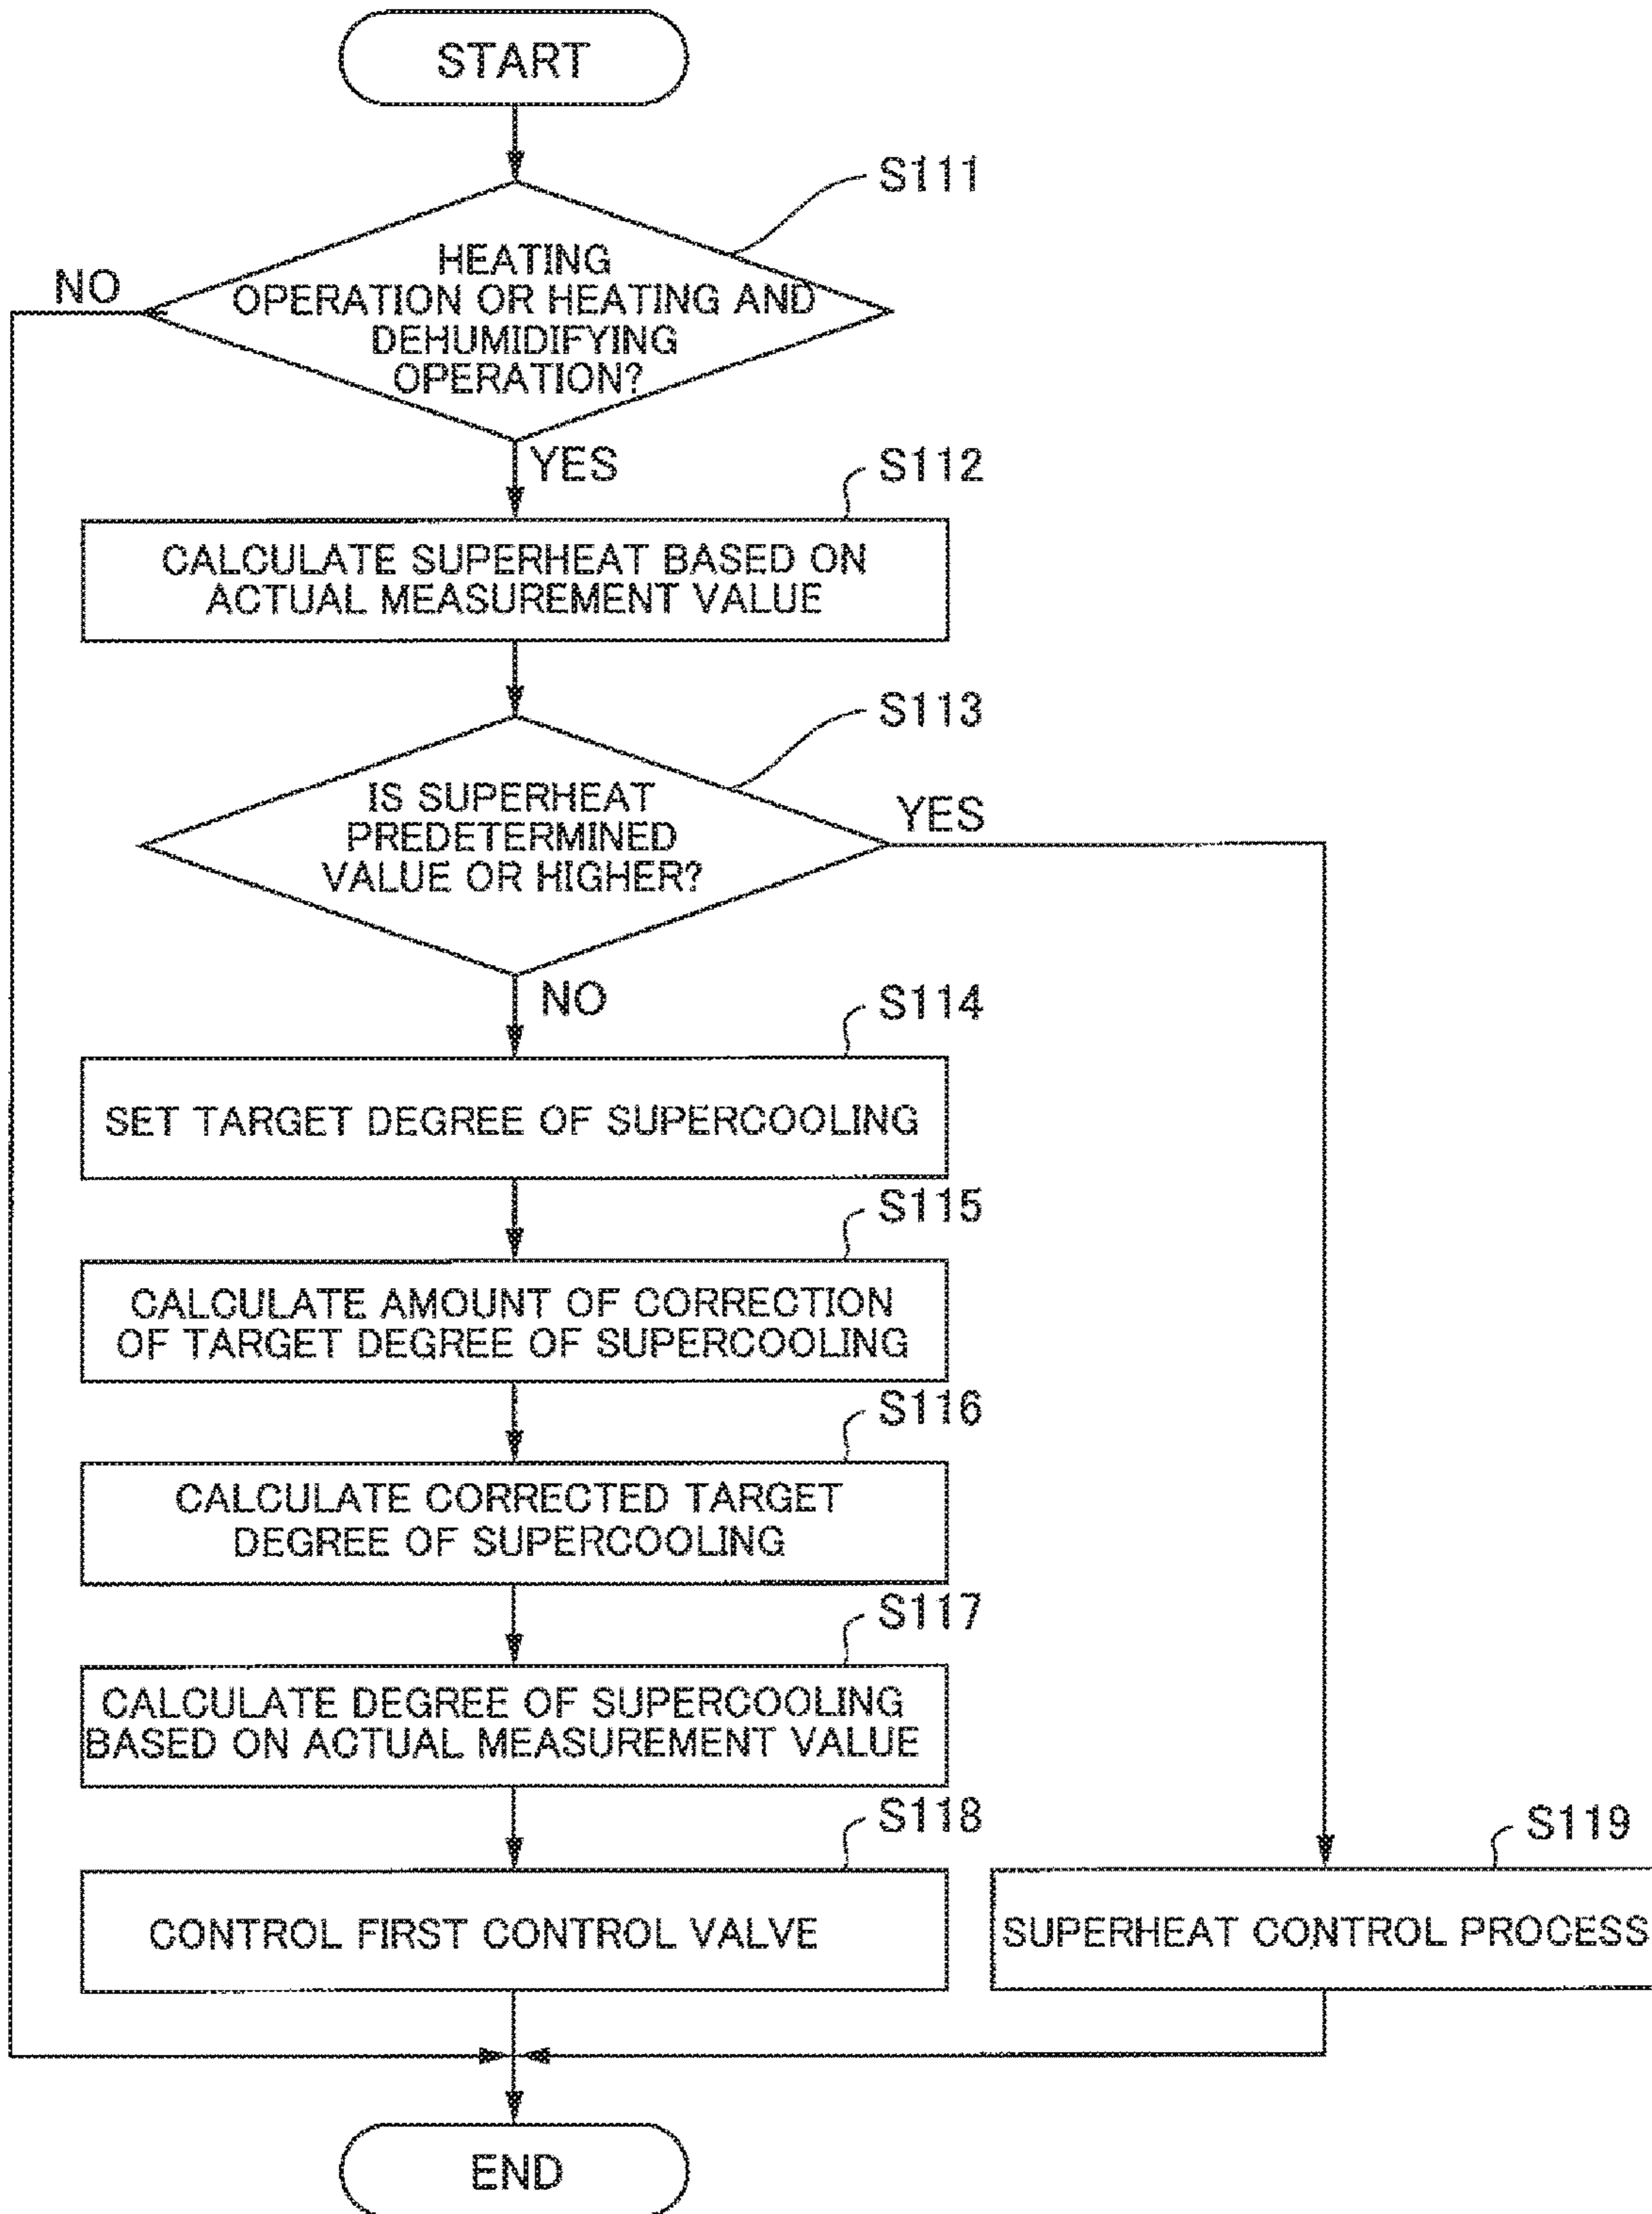 START
S111
HEATING
OPERATION OR HEATING AND
DEHUMIDIFYING
OPERATION?
NO
YES
S112
CALCULATE SUPERHEAT BASED ON
ACTUAL MEASUREMENT VALUE
S113
IS SUPERHEAT
PREDETERMINED
VALUE OR HIGHER?
YES
NO
S114
SET TARGET DEGREE OF SUPERCOOLING
S115
CALCULATE AMOUNT OF CORRECTION
OF TARGET DEGREE OF SUPERCOOLING
S116
CALCULATE CORRECTED TARGET
DEGREE OF SUPERCOOLING
S117
CALCULATE DEGREE OF SUPERCOOLING
BASED ON ACTUAL MEASUREMENT VALUE
S118
CONTROL FIRST CONTROL VALVE
S119
SUPERHEAT CONTROL PROCESS
END